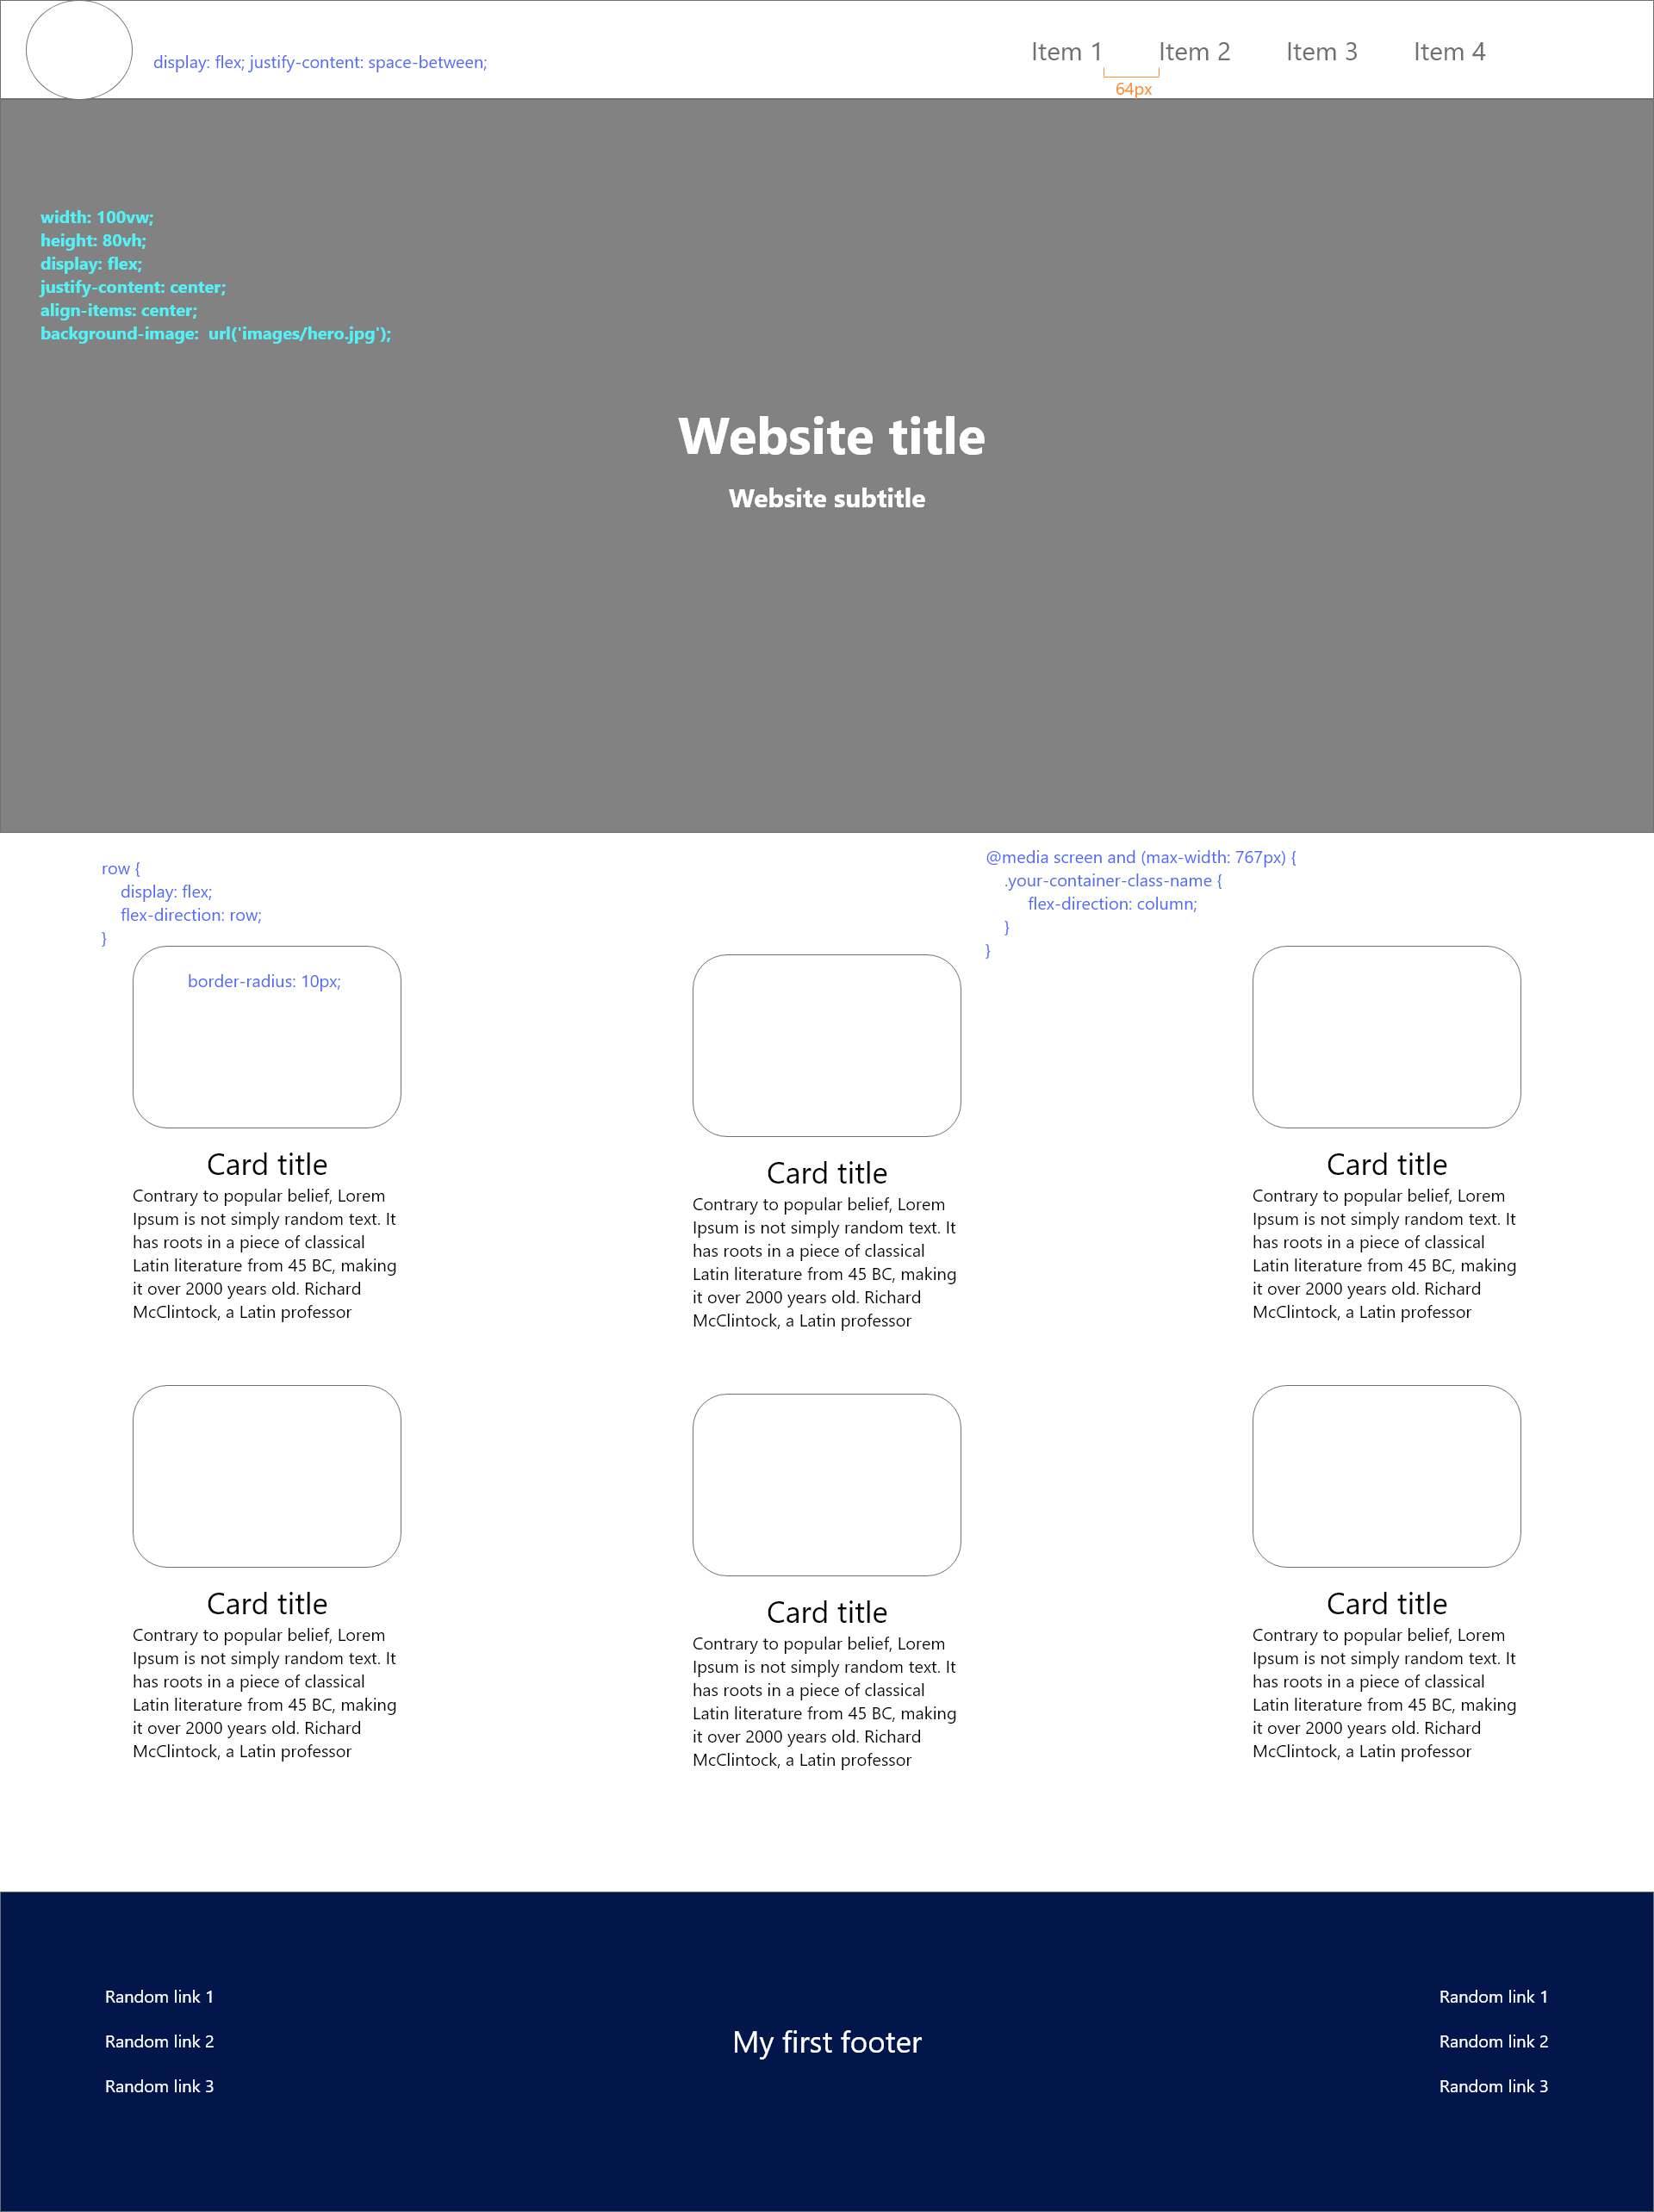 display: flex; justify-content: space-between;
Item 1
Item 2
Item 3
Item 4
64px
width: 100vw;
height: 80vh;
display: flex;
justify-content: center;
align-items: center;
background-image:  url('images/hero.jpg');
Website title
Website subtitle
row {
display: flex;
flex-direction: row;
}
@media screen and (max-width: 767px) {
.your-container-class-name {
flex-direction: column;
}
}
border-radius: 10px;
Card title
Contrary to popular belief, Lorem
Ipsum is not simply random text. It
has roots in a piece of classical
Latin literature from 45 BC, making
it over 2000 years old. Richard
McClintock, a Latin professor
Card title
Contrary to popular belief, Lorem
Ipsum is not simply random text. It
has roots in a piece of classical
Latin literature from 45 BC, making
it over 2000 years old. Richard
McClintock, a Latin professor
Card title
Contrary to popular belief, Lorem
Ipsum is not simply random text. It
has roots in a piece of classical
Latin literature from 45 BC, making
it over 2000 years old. Richard
McClintock, a Latin professor
Card title
Contrary to popular belief, Lorem
Ipsum is not simply random text. It
has roots in a piece of classical
Latin literature from 45 BC, making
it over 2000 years old. Richard
McClintock, a Latin professor
Card title
Contrary to popular belief, Lorem
Ipsum is not simply random text. It
has roots in a piece of classical
Latin literature from 45 BC, making
it over 2000 years old. Richard
McClintock, a Latin professor
Card title
Contrary to popular belief, Lorem
Ipsum is not simply random text. It
has roots in a piece of classical
Latin literature from 45 BC, making
it over 2000 years old. Richard
McClintock, a Latin professor
Random link 1
Random link 2
Random link 3
My first footer
Random link 1
Random link 2
Random link 3